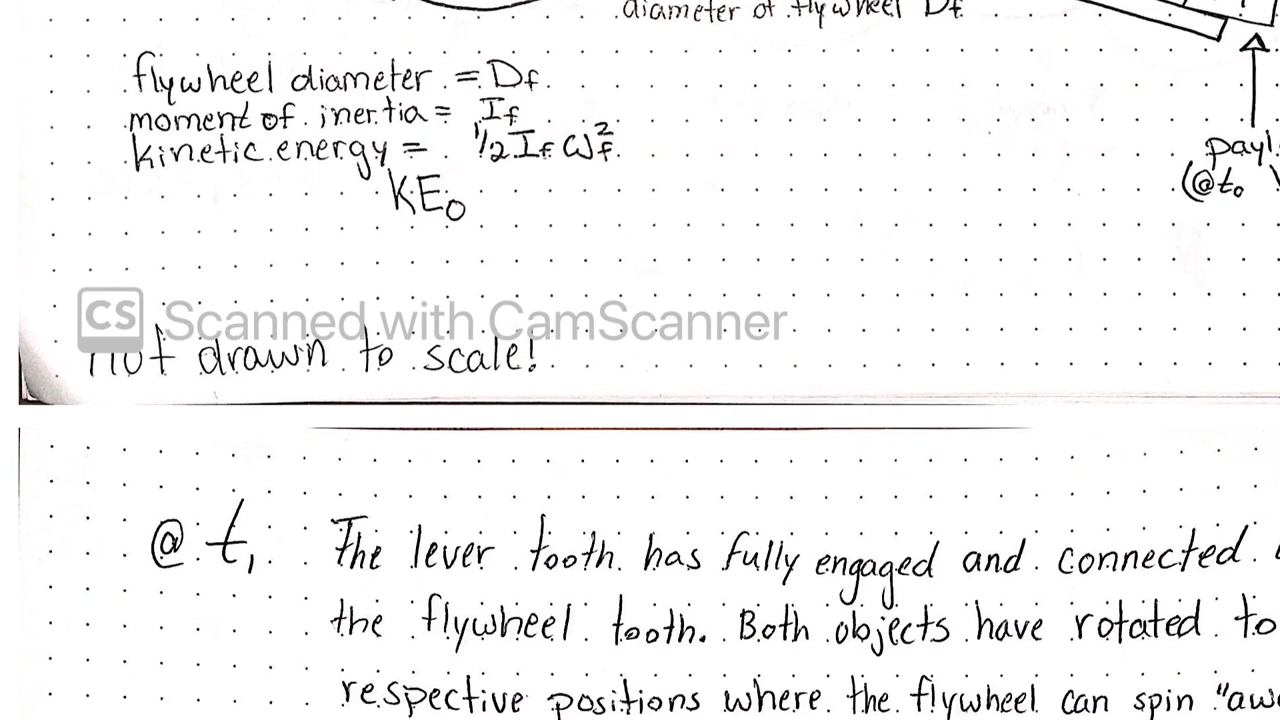 diameter of flywheel Df
flywheel diameter = Df
moment of inertia = If
kinetic energy = 1/2 If ωf²
KE₀
(@t₀
CS Scanned with CamScanner
not drawn to scale!
@ t₁ The lever tooth has fully engaged and connected
the flywheel tooth. Both objects have rotated to
respective positions where the flywheel can spin "aw